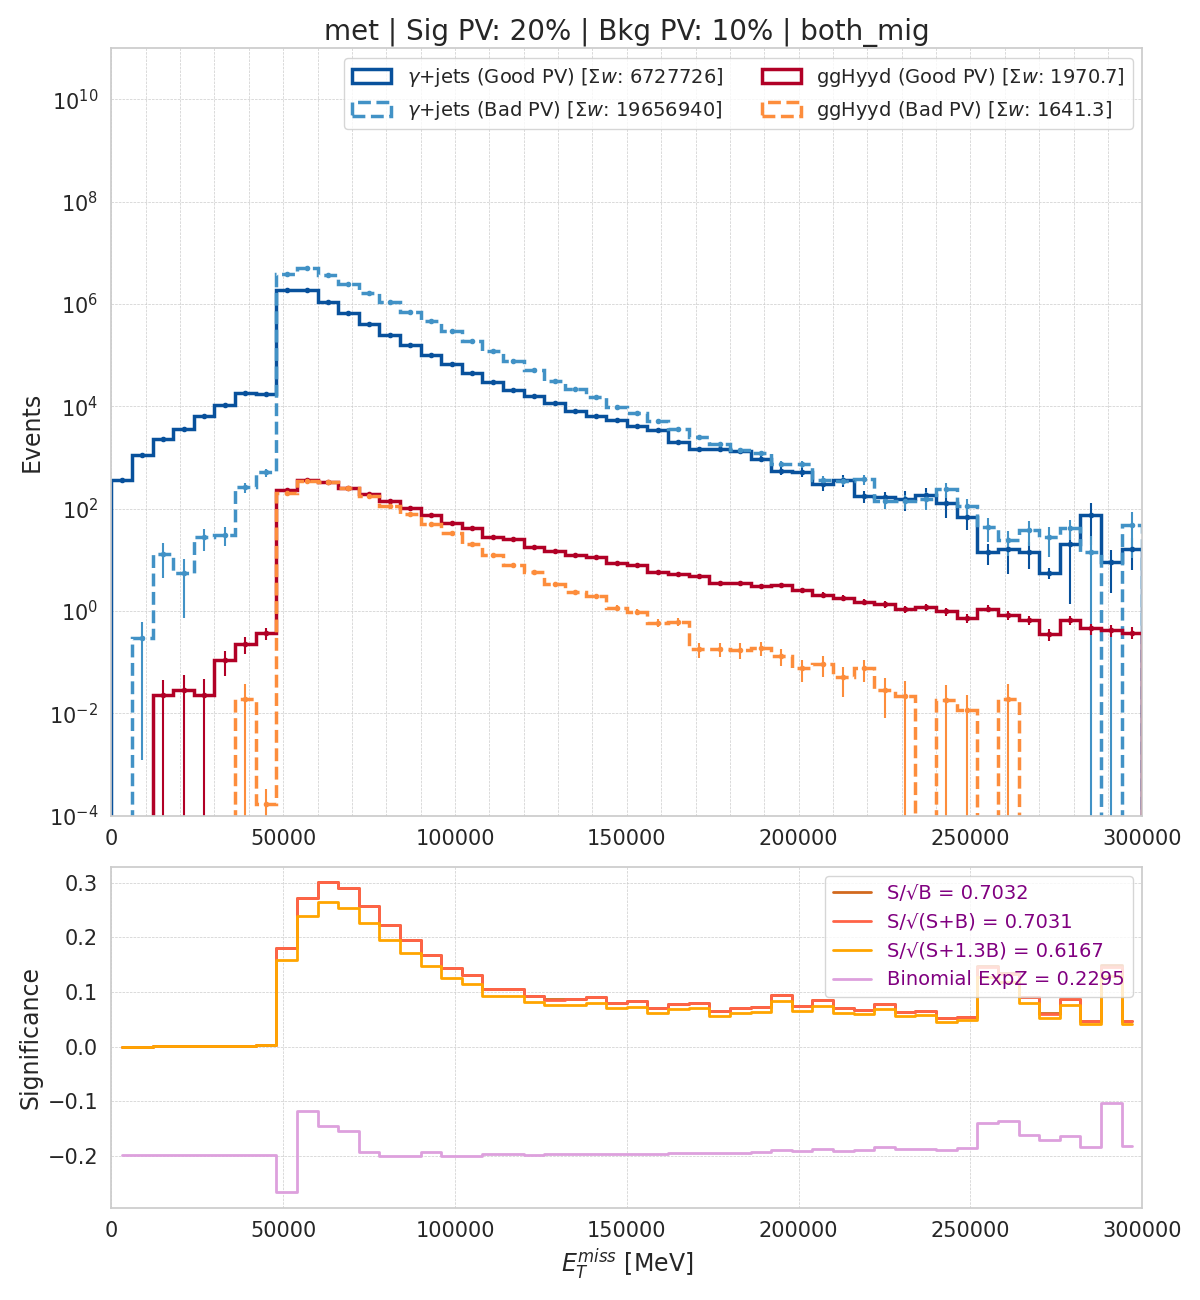 met | Sig PV: 20% | Bkg PV: 10% | both_mig
γ+jets (Good PV) [Σw: 6727726]
γ+jets (Bad PV) [Σw: 19656940]
ggHyyd (Good PV) [Σw: 1970.7]
ggHyyd (Bad PV) [Σw: 1641.3]
Events
10^10
10^8
10^6
10^4
10^2
10^0
10^−2
10^−4
0 50000 100000 150000 200000 250000 300000
S/√B = 0.7032
S/√(S+B) = 0.7031
S/√(S+1.3B) = 0.6167
Binomial ExpZ = 0.2295
Significance
0.3
0.2
0.1
0.0
−0.1
−0.2
0 50000 100000 150000 200000 250000 300000
E_T^miss [MeV]